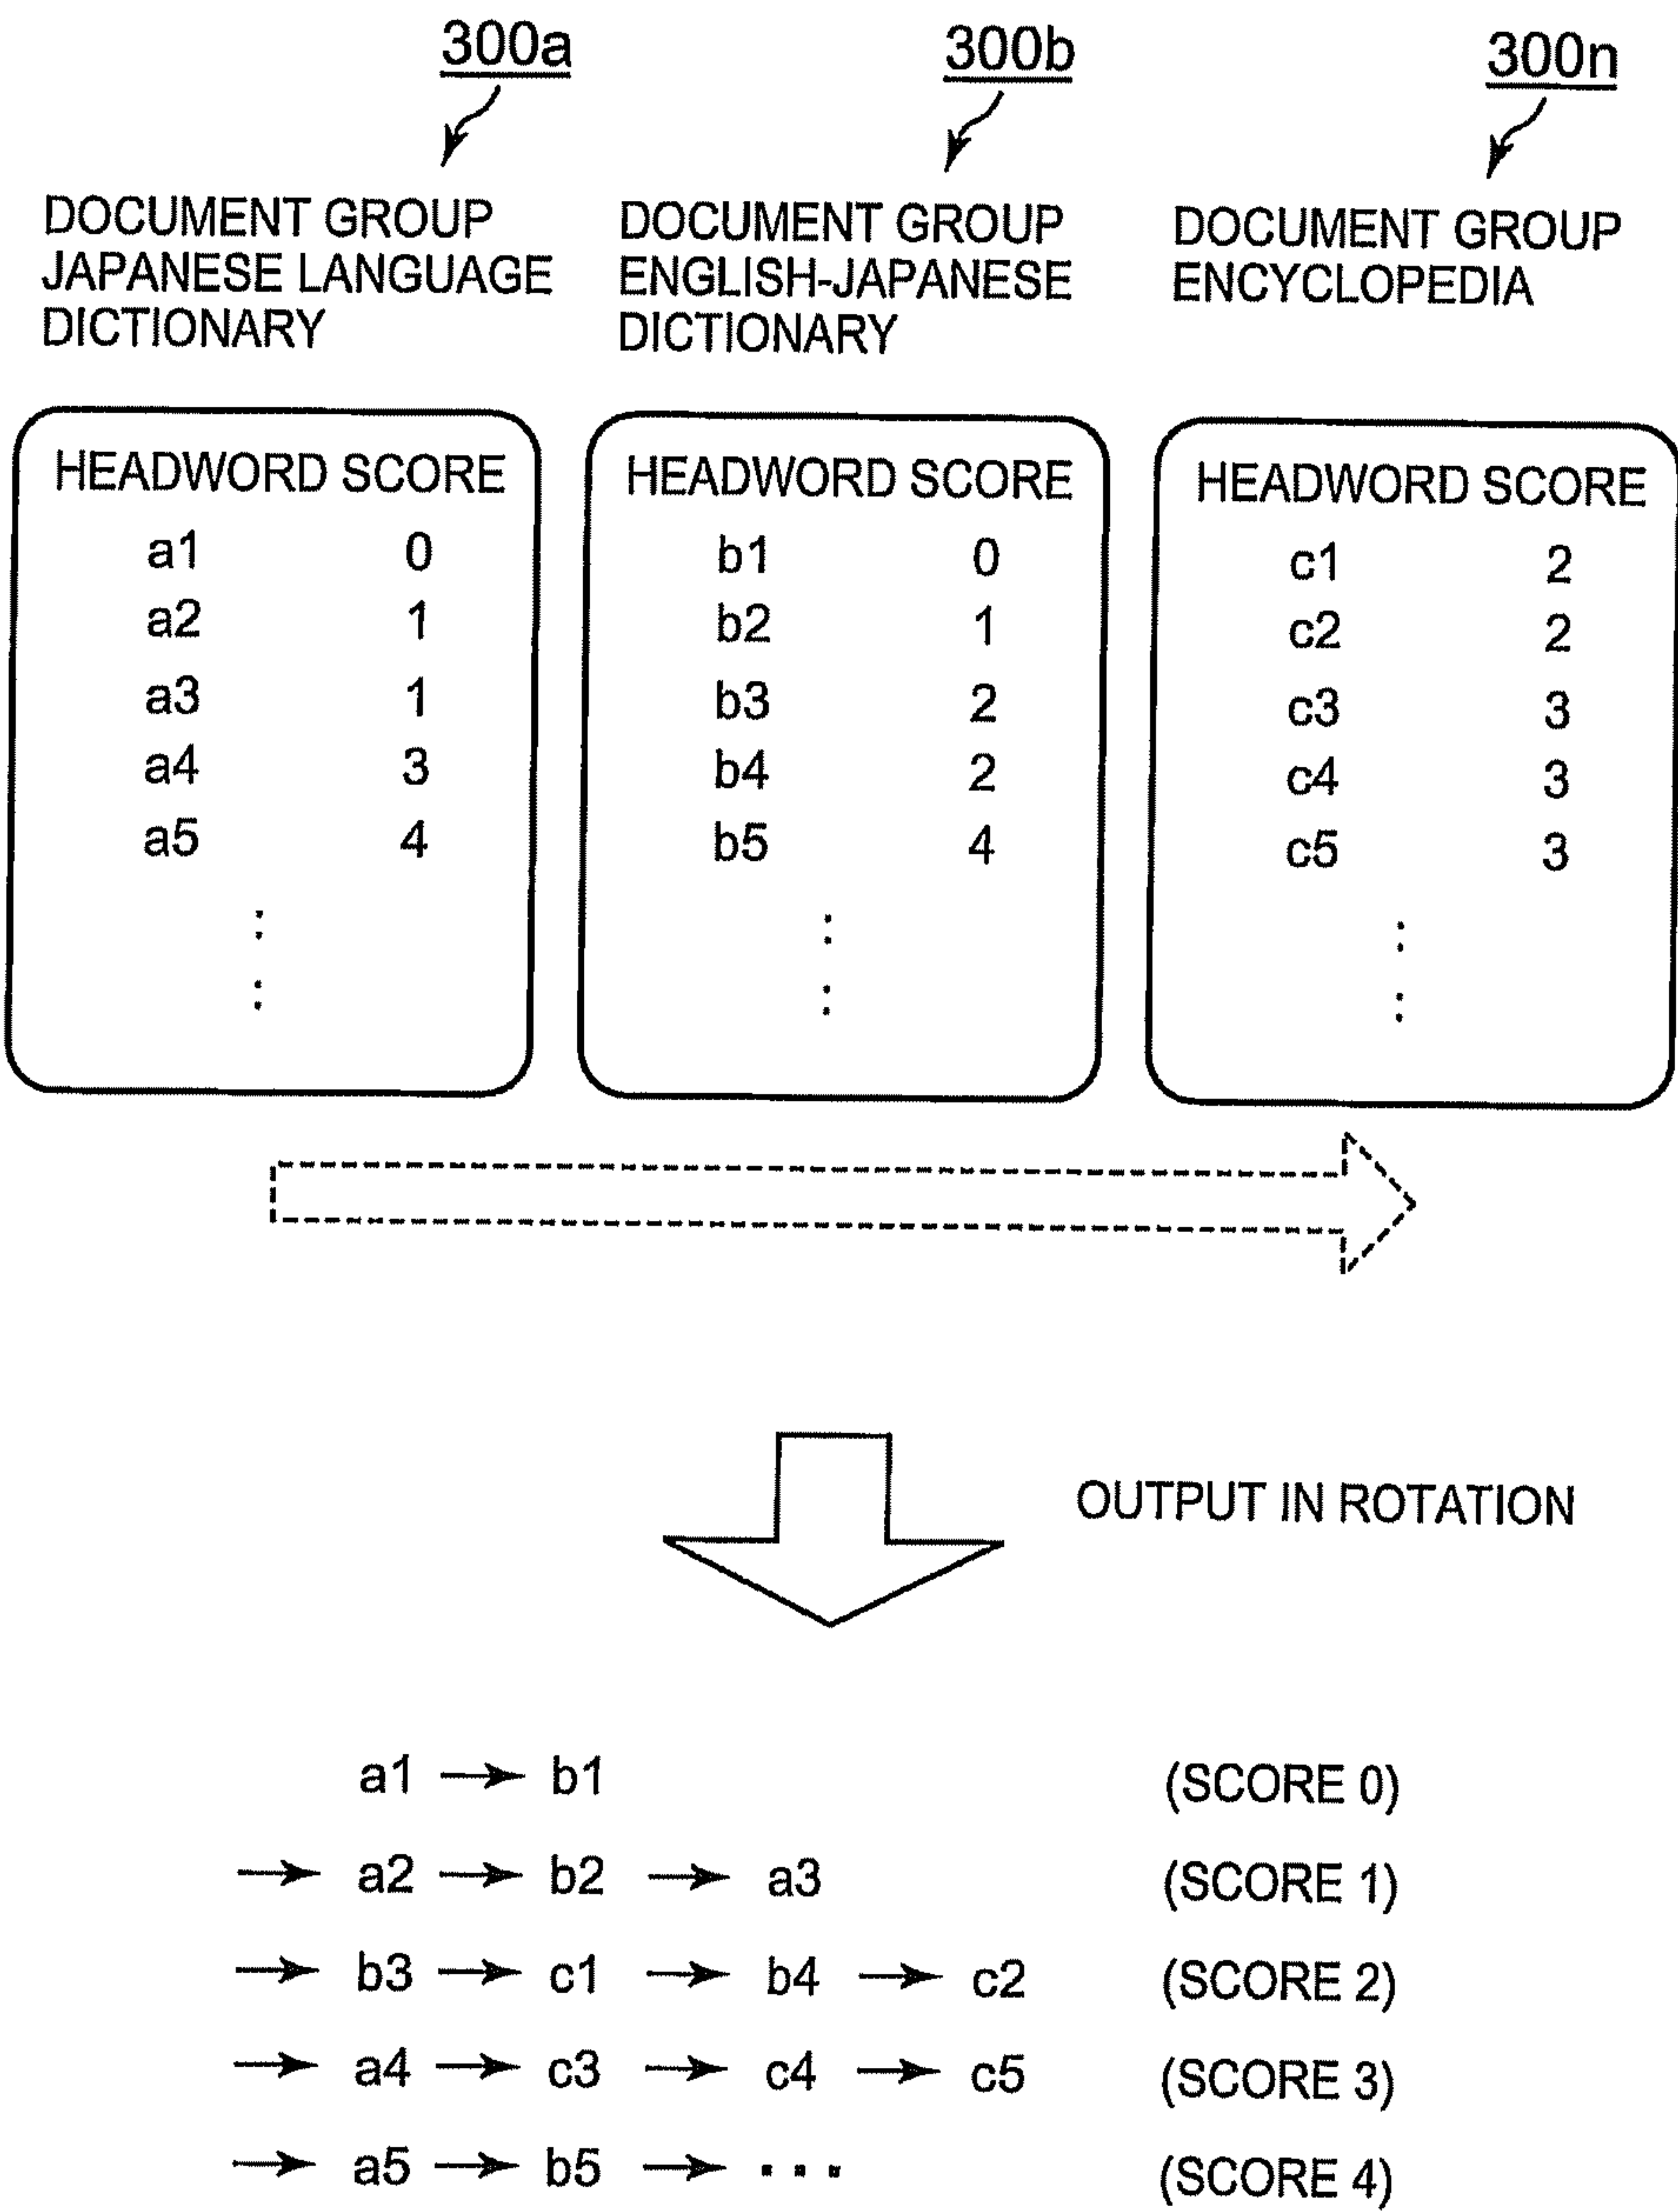 300a 300b 300n
DOCUMENT GROUP JAPANESE LANGUAGE DICTIONARY
DOCUMENT GROUP ENGLISH-JAPANESE DICTIONARY
DOCUMENT GROUP ENCYCLOPEDIA
HEADWORD SCORE
a1 0
a2 1
a3 1
a4 3
a5 4
HEADWORD SCORE
b1 0
b2 1
b3 2
b4 2
b5 4
HEADWORD SCORE
c1 2
c2 2
c3 3
c4 3
c5 3
OUTPUT IN ROTATION
a1 → b1 (SCORE 0)
→ a2 → b2 → a3 (SCORE 1)
→ b3 → c1 → b4 → c2 (SCORE 2)
→ a4 → c3 → c4 → c5 (SCORE 3)
→ a5 → b5 → ... (SCORE 4)